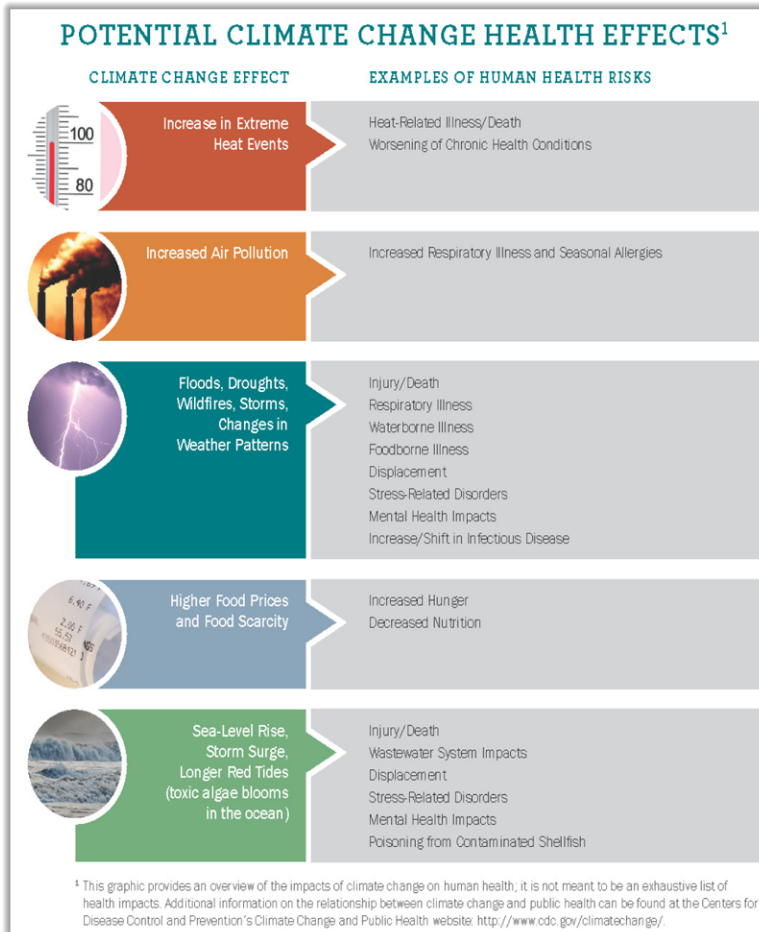 POTENTIAL CLIMATE CHANGE HEALTH EFFECTS¹
CLIMATE CHANGE EFFECT
EXAMPLES OF HUMAN HEALTH RISKS
100
80
Increase in Extreme
Heat Events
Heat-Related Illness/Death
Worsening of Chronic Health Conditions
Increased Air Pollution
Increased Respiratory Illness and Seasonal Allergies
Floods, Droughts,
Wildfires, Storms,
Changes in
Weather Patterns
Injury/Death
Respiratory Illness
Waterborne Illness
Foodborne Illness
Displacement
Stress-Related Disorders
Mental Health Impacts
Increase/Shift in Infectious Disease
6,40 F
2,00 F
55,57
Higher Food Prices
and Food Scarcity
Increased Hunger
Decreased Nutrition
Sea-Level Rise,
Storm Surge,
Longer Red Tides
(toxic algae blooms
in the ocean)
Injury/Death
Wastewater System Impacts
Displacement
Stress-Related Disorders
Mental Health Impacts
Poisoning from Contaminated Shellfish
¹ This graphic provides an overview of the impacts of climate change on human health; it is not meant to be an exhaustive list of
health impacts. Additional information on the relationship between climate change and public health can be found at the Centers for
Disease Control and Prevention's Climate Change and Public Health website: http://www.cdc.gov/climatechange/.